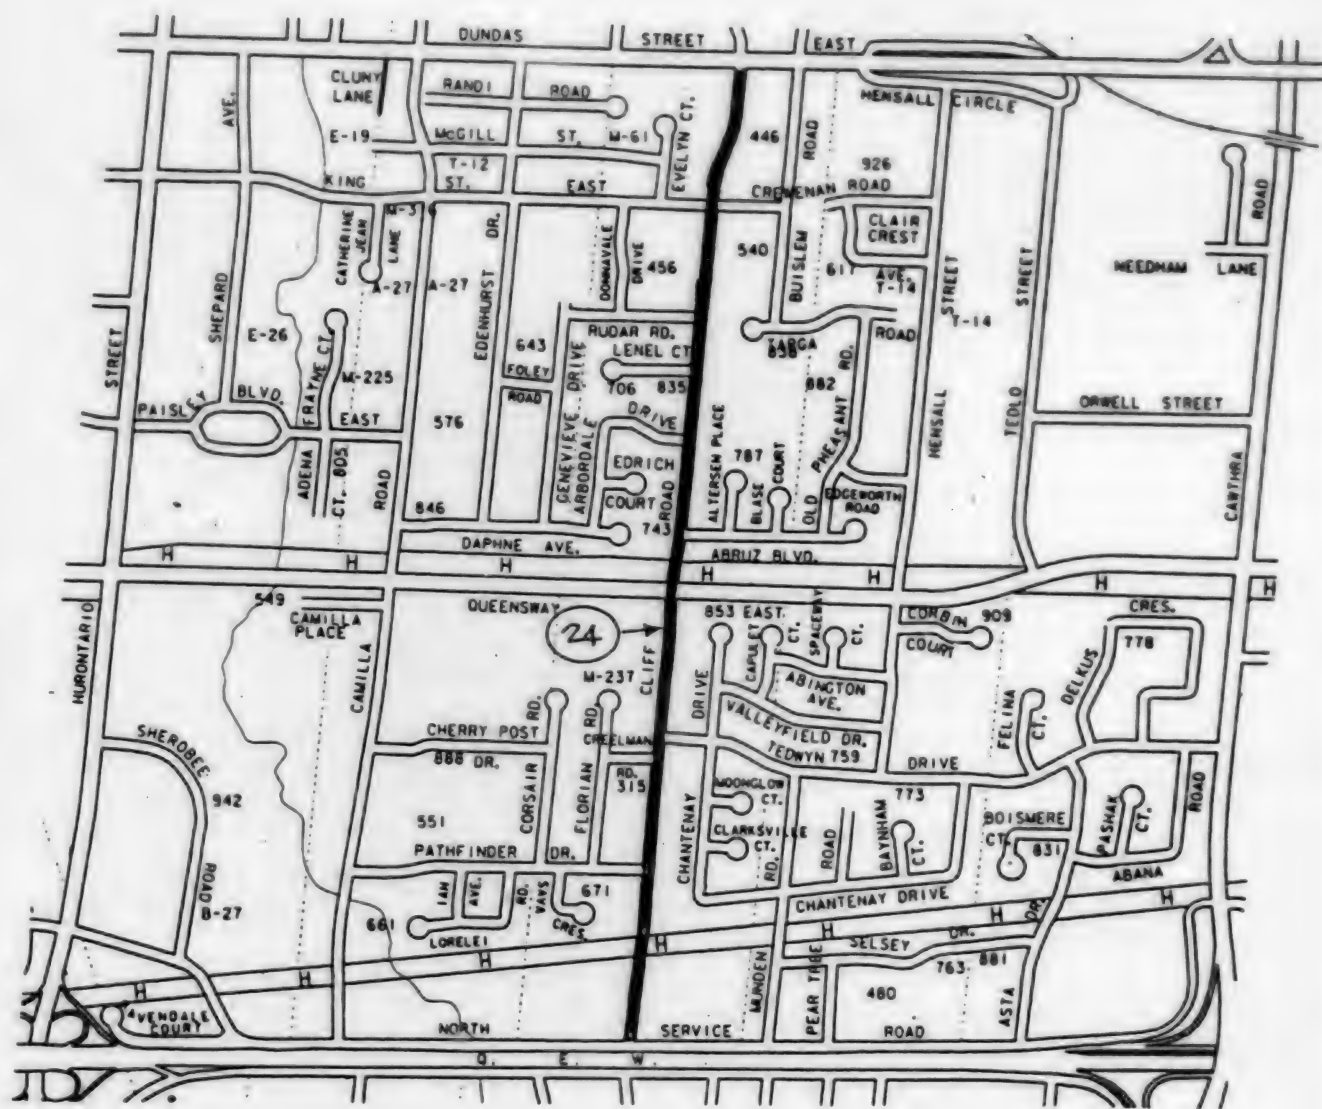 DUNDAS STREET EAST
CLUNY LANE
RANDI ROAD
HENSALL CIRCLE
AVE.
E-19
McGILL ST.
M-61
EVELYN CT.
446
ROAD
926
T-12
KING ST. EAST
CREVENAN ROAD
ROAD
CATHERINE JEAN LANE
DR.
DONNAVALE DRIVE
456
540
BUISLEM
617
CLAIR CREST
AVE.
T-14
STREET
STREET
NEEDHAM LANE
A-27
A-27
SHEPARD
E-26
EDENHURST
643
RUDAR RD.
LENEL CT
TARGA ROAD
T-14
STREET
FRAYNE CT.
M-225
FOLEY ROAD
706
835
882
RD.
PAISLEY BLVD. EAST
576
GENEVIEVE DRIVE
ARBORDALE DRIVE
ORWELL STREET
HENSALL
TEDLO
ADENA CT.
805
ROAD
EDRICH COURT
ROAD
ALTERSEN PLACE
787
BLASE COURT
OLD PHEASANT
EDGEWORTH ROAD
CAWTHRA
846
743
DAPHNE AVE.
ABRUZ BLVD.
H
H
H
H
H
H
H
549
CAMILLA PLACE
QUEENSWAY
853
EAST
24
CLIFF
CAPULET CT.
SPACEWAY CT.
CORBIN COURT
909
CRES.
778
HURONTARIO
CAMILLA
M-237
DRIVE
ABINGTON AVE.
DELKUS
SHEROBEE
CHERRY POST DR.
888
RD.
RD.
CREELMAN RD.
VALLEYFIELD DR.
TEDWYN
759
DRIVE
FELINA CT.
942
551
CORSAIR
FLORIAN
315
MOONGLOW CT.
773
BOISMERE CT.
831
PASHAK CT.
ROAD
PATHFINDER DR.
CHANTENAY
CLARKSVILLE CT.
RD.
ROAD
BAYNHAM CT.
ABANA
ROAD
B-27
IAN AVE.
RD.
VAVS CRES.
671
661
LORELEI
CHANTENAY DRIVE
H
H
H
H
H
H
SELSEY DR.
DR.
763
881
480
MUNDEN
PEAR TREE
ASTA
AVENDALE COURT
NORTH SERVICE ROAD
Q. E. W.